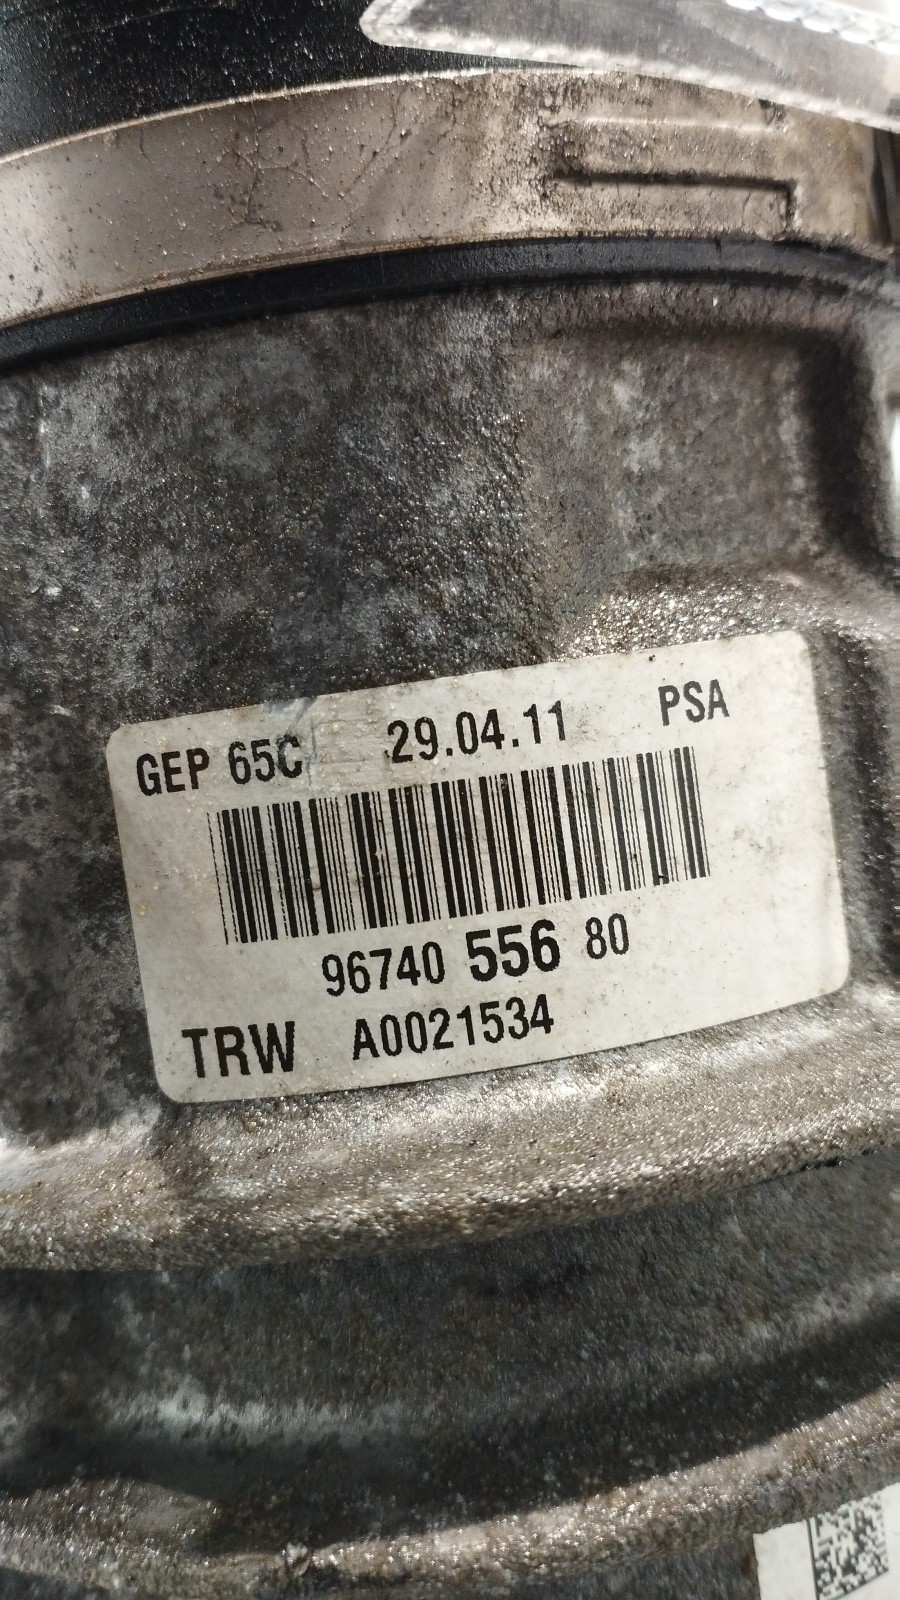 GEP 65C 29.04.11 PSA
96740 556 80
TRW A0021534